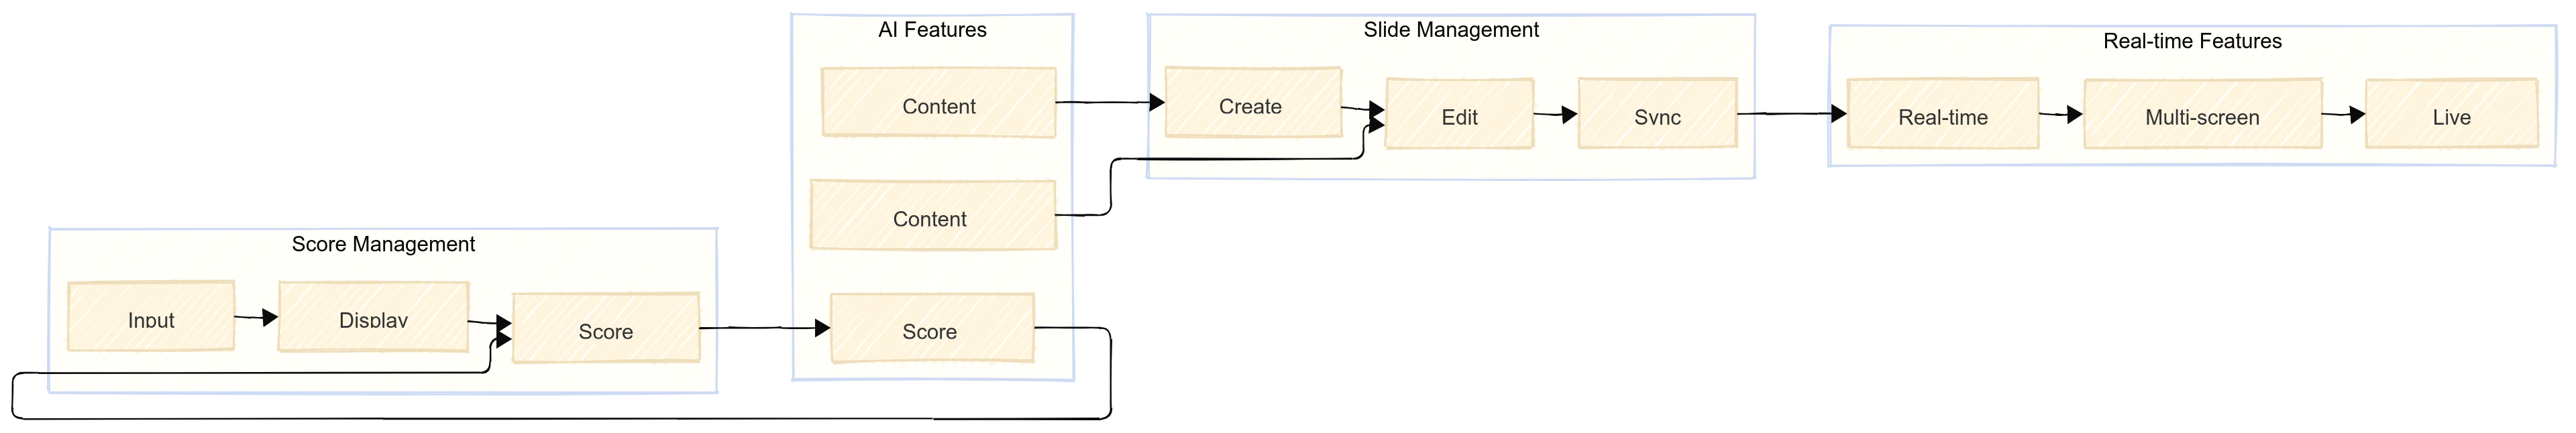 AI Features
Content
Content
Score
Slide Management
Create
Edit
Sync
Real-time Features
Real-time
Multi-screen
Live
Score Management
Input
Display
Score